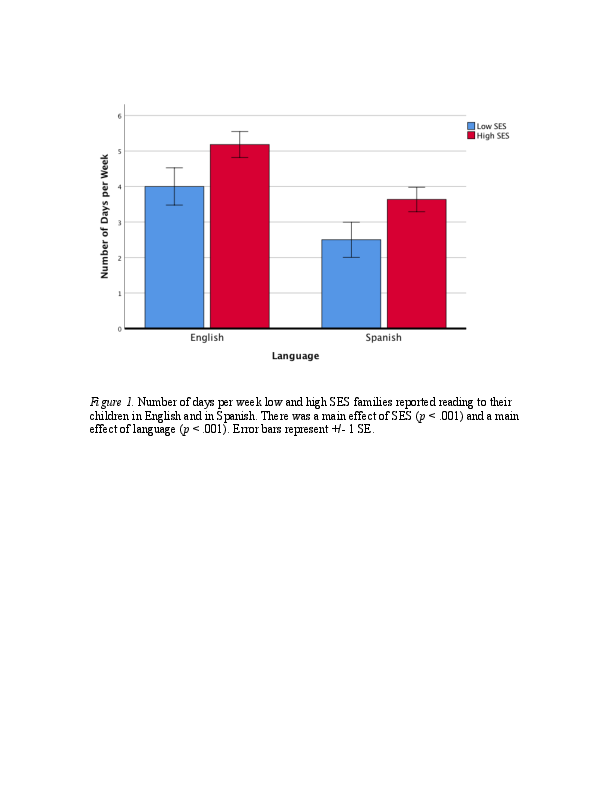 Low SES
High SES
Number of Days per Week
6
5
4
3
2
1
0
English
Spanish
Language
Figure 1. Number of days per week low and high SES families reported reading to their
children in English and in Spanish. There was a main effect of SES (p < .001) and a main
effect of language (p < .001). Error bars represent +/- 1 SE.